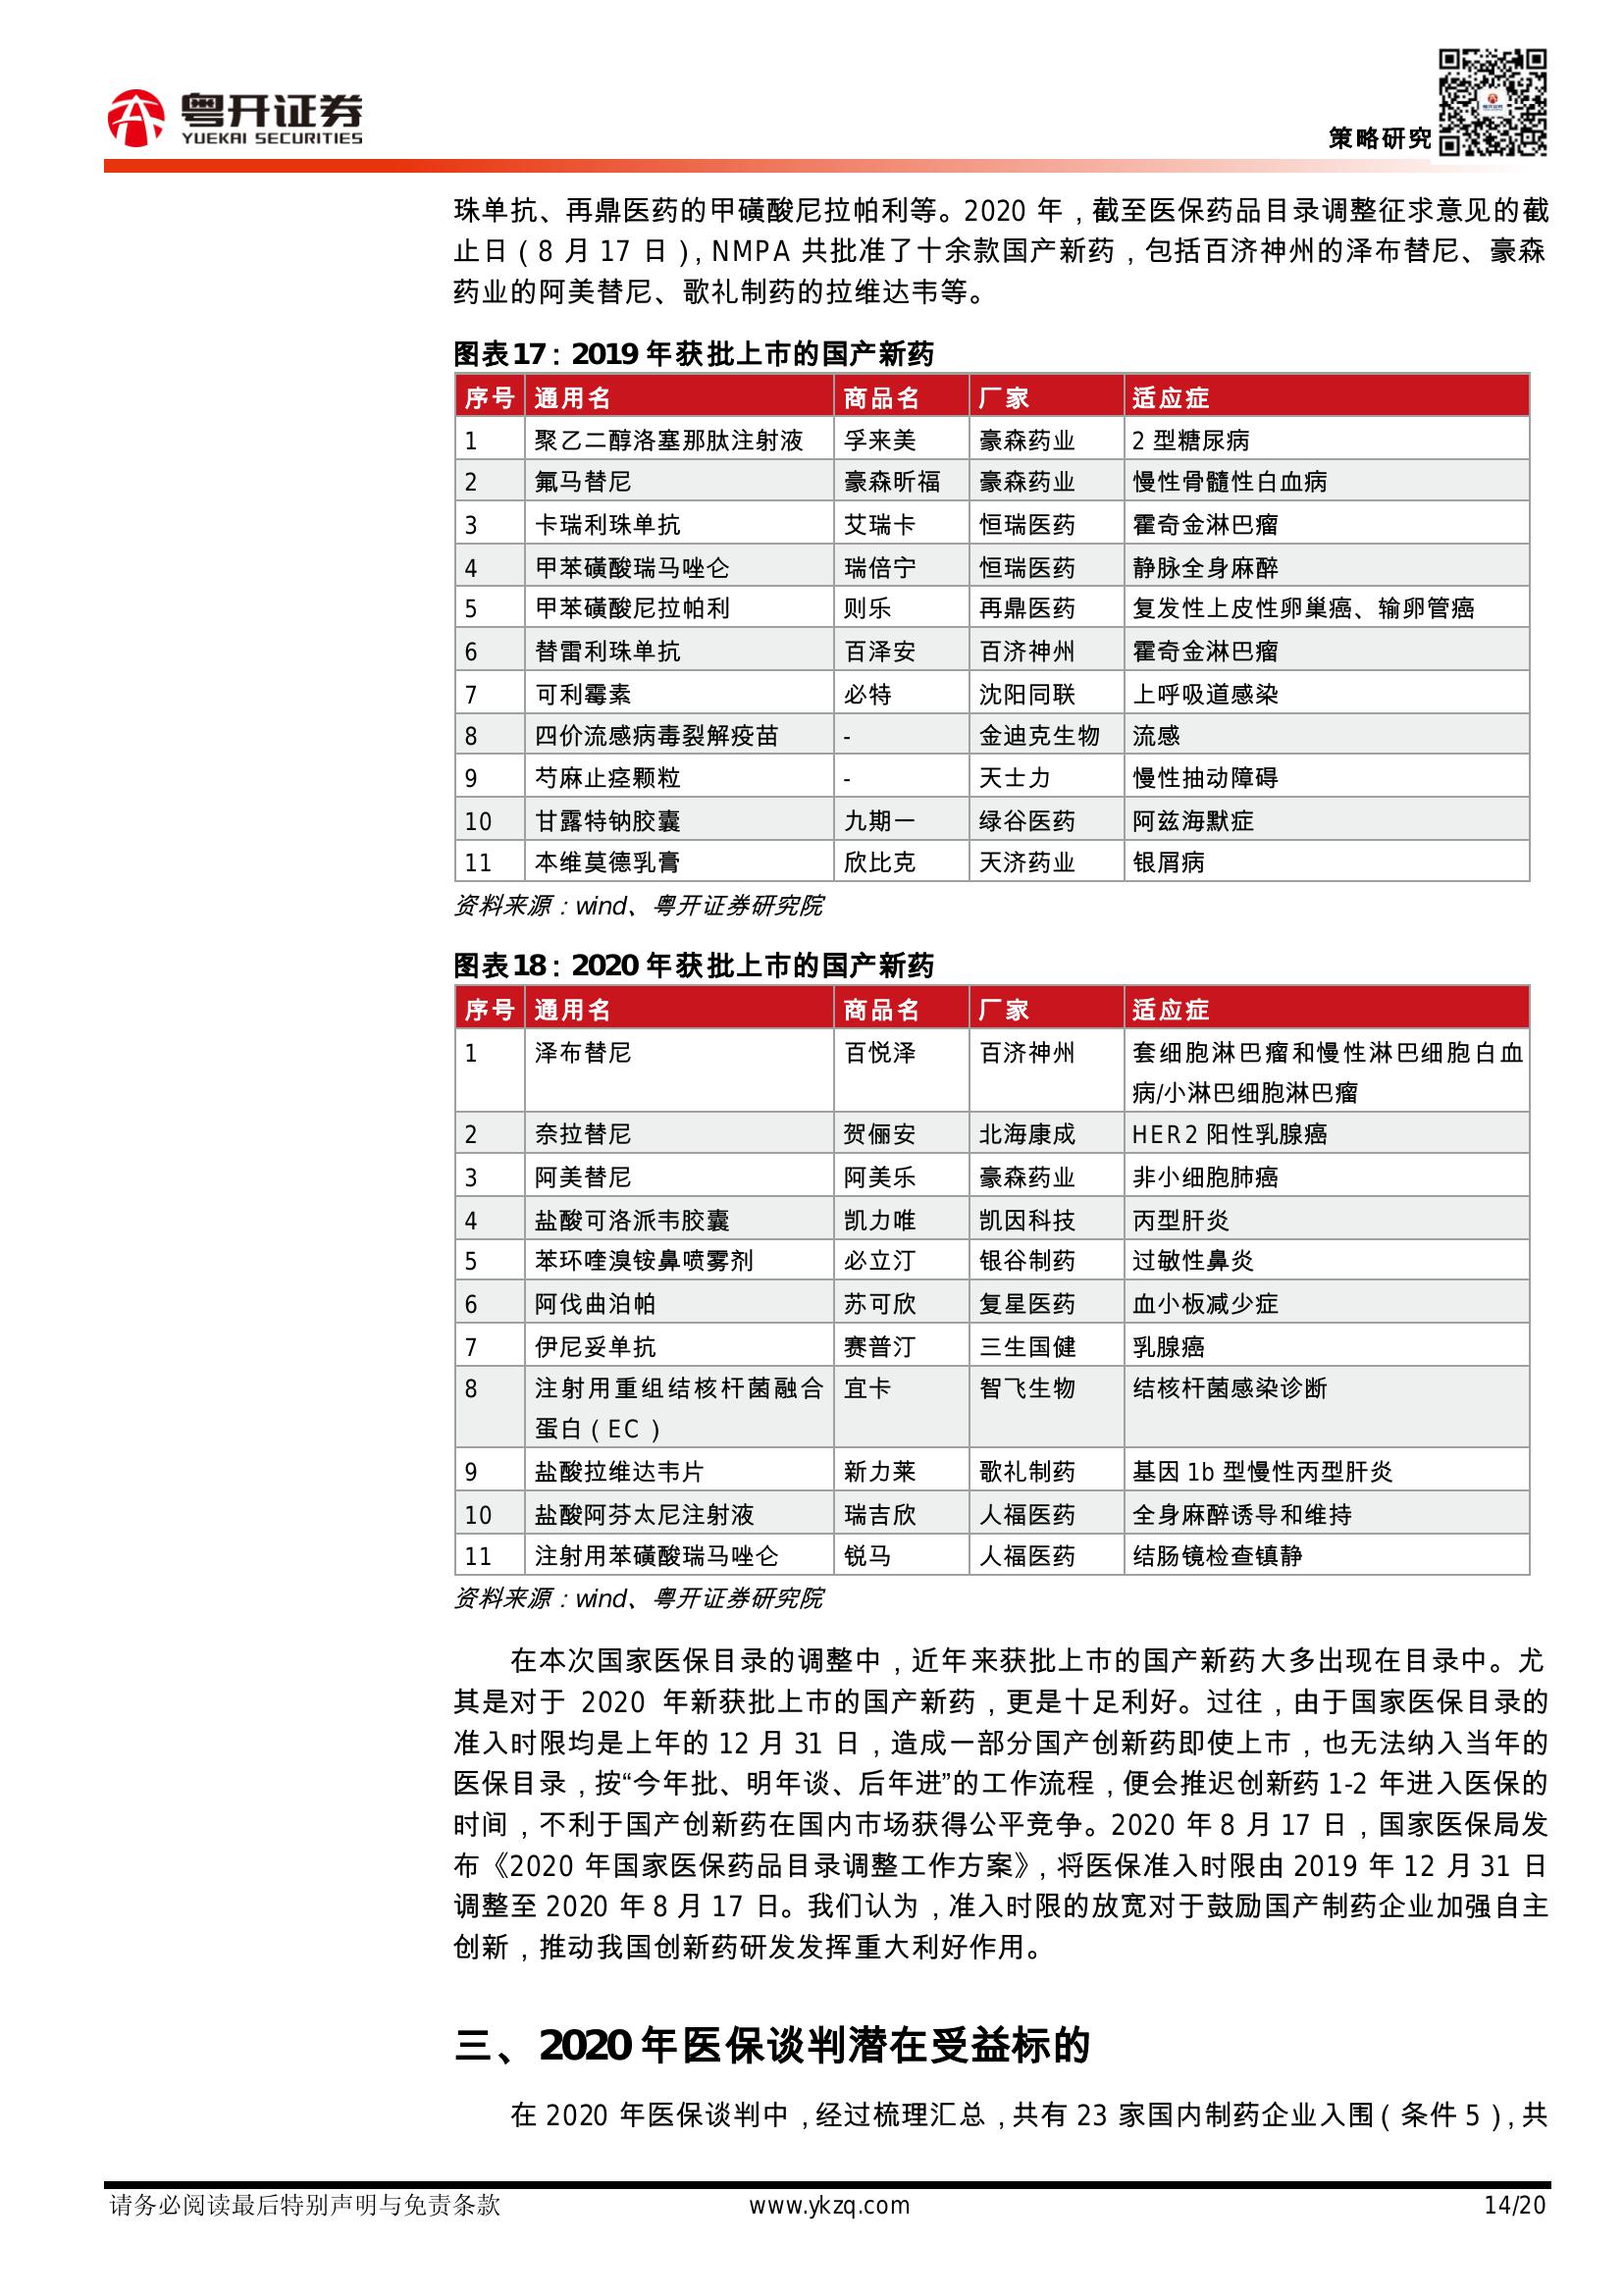 粤开证券
YUEKAI SECURITIES
策略研究
珠单抗、再鼎医药的甲磺酸尼拉帕利等。2020 年，截至医保药品目录调整征求意见的截
止日（8 月 17 日），NMPA 共批准了十余款国产新药，包括百济神州的泽布替尼、豪森
药业的阿美替尼、歌礼制药的拉维达韦等。
图表17：2019 年获批上市的国产新药
序号 通用名 商品名 厂家 适应症
1 聚乙二醇洛塞那肽注射液 孚来美 豪森药业 2 型糖尿病
2 氟马替尼 豪森昕福 豪森药业 慢性骨髓性白血病
3 卡瑞利珠单抗 艾瑞卡 恒瑞医药 霍奇金淋巴瘤
4 甲苯磺酸瑞马唑仑 瑞倍宁 恒瑞医药 静脉全身麻醉
5 甲苯磺酸尼拉帕利 则乐 再鼎医药 复发性上皮性卵巢癌、输卵管癌
6 替雷利珠单抗 百泽安 百济神州 霍奇金淋巴瘤
7 可利霉素 必特 沈阳同联 上呼吸道感染
8 四价流感病毒裂解疫苗 - 金迪克生物 流感
9 芍麻止痉颗粒 - 天士力 慢性抽动障碍
10 甘露特钠胶囊 九期一 绿谷医药 阿兹海默症
11 本维莫德乳膏 欣比克 天济药业 银屑病
资料来源：wind、粤开证券研究院
图表18：2020 年获批上市的国产新药
序号 通用名 商品名 厂家 适应症
1 泽布替尼 百悦泽 百济神州 套细胞淋巴瘤和慢性淋巴细胞白血
病/小淋巴细胞淋巴瘤
2 奈拉替尼 贺俪安 北海康成 HER2 阳性乳腺癌
3 阿美替尼 阿美乐 豪森药业 非小细胞肺癌
4 盐酸可洛派韦胶囊 凯力唯 凯因科技 丙型肝炎
5 苯环喹溴铵鼻喷雾剂 必立汀 银谷制药 过敏性鼻炎
6 阿伐曲泊帕 苏可欣 复星医药 血小板减少症
7 伊尼妥单抗 赛普汀 三生国健 乳腺癌
8 注射用重组结核杆菌融合 宜卡 智飞生物 结核杆菌感染诊断
蛋白（EC）
9 盐酸拉维达韦片 新力莱 歌礼制药 基因 1b 型慢性丙型肝炎
10 盐酸阿芬太尼注射液 瑞吉欣 人福医药 全身麻醉诱导和维持
11 注射用苯磺酸瑞马唑仑 锐马 人福医药 结肠镜检查镇静
资料来源：wind、粤开证券研究院
在本次国家医保目录的调整中，近年来获批上市的国产新药大多出现在目录中。尤
其是对于 2020 年新获批上市的国产新药，更是十足利好。过往，由于国家医保目录的
准入时限均是上年的 12 月 31 日，造成一部分国产创新药即使上市，也无法纳入当年的
医保目录，按“今年批、明年谈、后年进”的工作流程，便会推迟创新药 1-2 年进入医保的
时间，不利于国产创新药在国内市场获得公平竞争。2020 年 8 月 17 日，国家医保局发
布《2020 年国家医保药品目录调整工作方案》，将医保准入时限由 2019 年 12 月 31 日
调整至 2020 年 8 月 17 日。我们认为，准入时限的放宽对于鼓励国产制药企业加强自主
创新，推动我国创新药研发发挥重大利好作用。
三、2020 年医保谈判潜在受益标的
在 2020 年医保谈判中，经过梳理汇总，共有 23 家国内制药企业入围（条件 5），共
请务必阅读最后特别声明与免责条款 www.ykzq.com 14/20